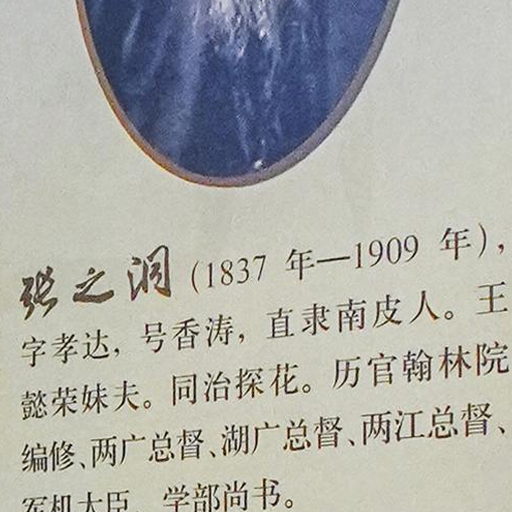 张之洞 (1837 年—1909 年),
字孝达, 号香涛, 直隶南皮人。王
懿荣妹夫。同治探花。历官翰林院
编修、两广总督、湖广总督、两江总督、
军机大臣、学部尚书。